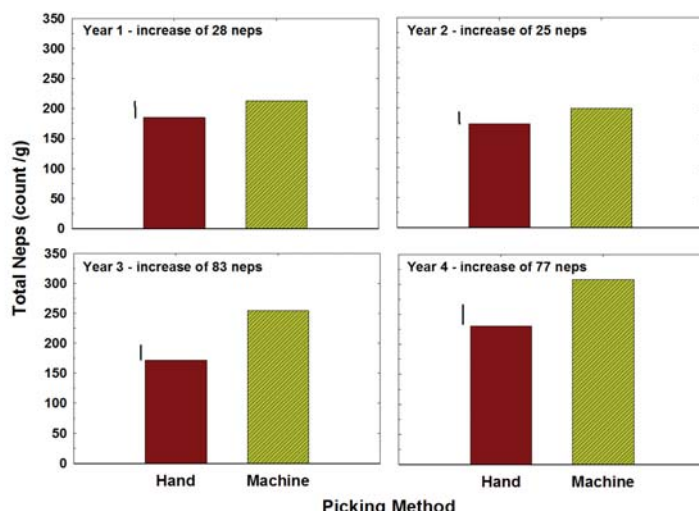 Total Neps (count /g)
350
300
250
200
150
100
50
0
Year 1 - increase of 28 neps
Year 2 - increase of 25 neps
350
300
250
200
150
100
50
0
Year 3 - increase of 83 neps
Year 4 - increase of 77 neps
Hand Machine
Hand Machine
Picking Method